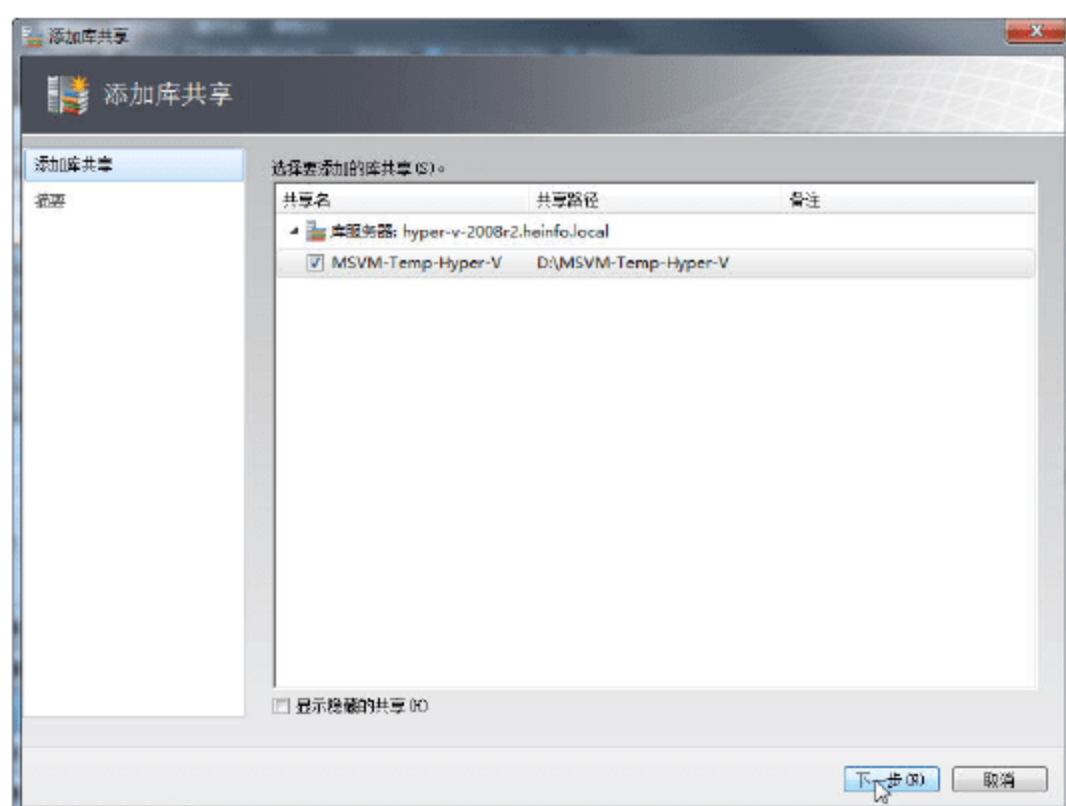 添加库共享
添加库共享
添加库共享
摘要
选择要添加的库共享(S)。
共享名 共享路径 备注
库服务器: hyper-v-2008r2.heinfo.local
MSVM-Temp-Hyper-V D:\MSVM-Temp-Hyper-V
显示隐藏的共享(H)
下一步(N) 取消